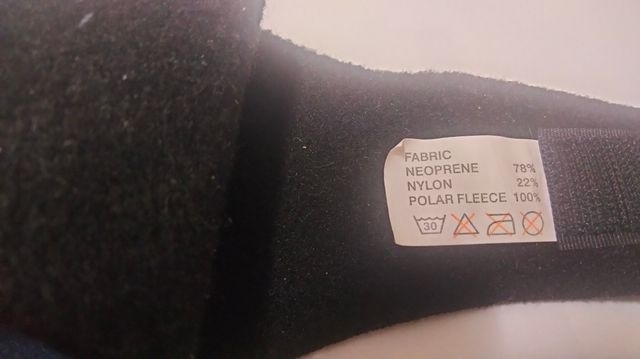 FABRIC
NEOPRENE 78%
NYLON 22%
POLAR FLEECE 100%
30